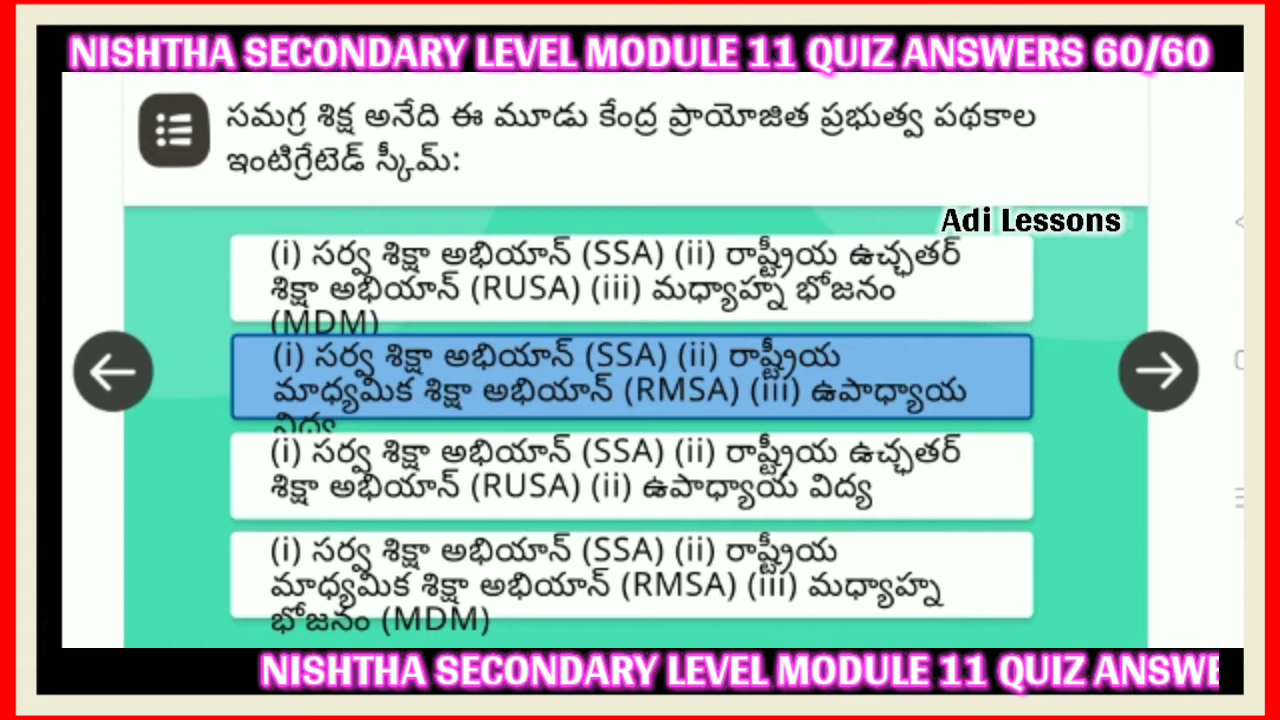 NISHTHA SECONDARY LEVEL MODULE 11 QUIZ ANSWERS 60/60
సమగ్ర శిక్ష అనేది ఈ మూడు కేంద్ర ప్రాయోజిత ప్రభుత్వ పథకాల
ఇంటిగ్రేటెడ్ స్కీమ్:
Adi Lessons
(i) సర్వ శిక్షా అభియాన్ (SSA) (ii) రాష్ట్రీయ ఉచ్ఛతర్
శిక్షా అభియాన్ (RUSA) (iii) మధ్యాహ్న భోజనం
(MDM)
(i) సర్వ శిక్షా అభియాన్ (SSA) (ii) రాష్ట్రీయ
మాధ్యమిక శిక్షా అభియాన్ (RMSA) (iii) ఉపాధ్యాయ
విద్య
(i) సర్వ శిక్షా అభియాన్ (SSA) (ii) రాష్ట్రీయ ఉచ్ఛతర్
శిక్షా అభియాన్ (RUSA) (ii) ఉపాధ్యాయ విద్య
(i) సర్వ శిక్షా అభియాన్ (SSA) (ii) రాష్ట్రీయ
మాధ్యమిక శిక్షా అభియాన్ (RMSA) (iii) మధ్యాహ్న
భోజనం (MDM)
NISHTHA SECONDARY LEVEL MODULE 11 QUIZ ANSWE